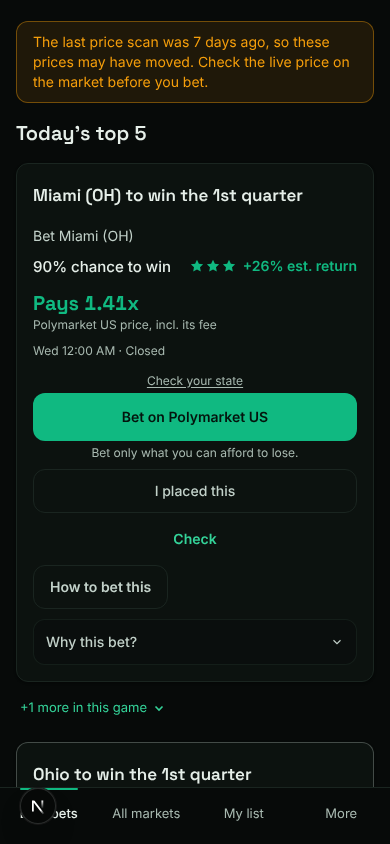 The last price scan was 7 days ago, so these
prices may have moved. Check the live price on
the market before you bet.
Today's top 5
Miami (OH) to win the 1st quarter
Bet Miami (OH)
90% chance to win ★★★ +26% est. return
Pays 1.41x
Polymarket US price, incl. its fee
Wed 12:00 AM · Closed
Check your state
Bet on Polymarket US
Bet only what you can afford to lose.
I placed this
Check
How to bet this
Why this bet?
+1 more in this game
Ohio to win the 1st quarter
N bets All markets My list More